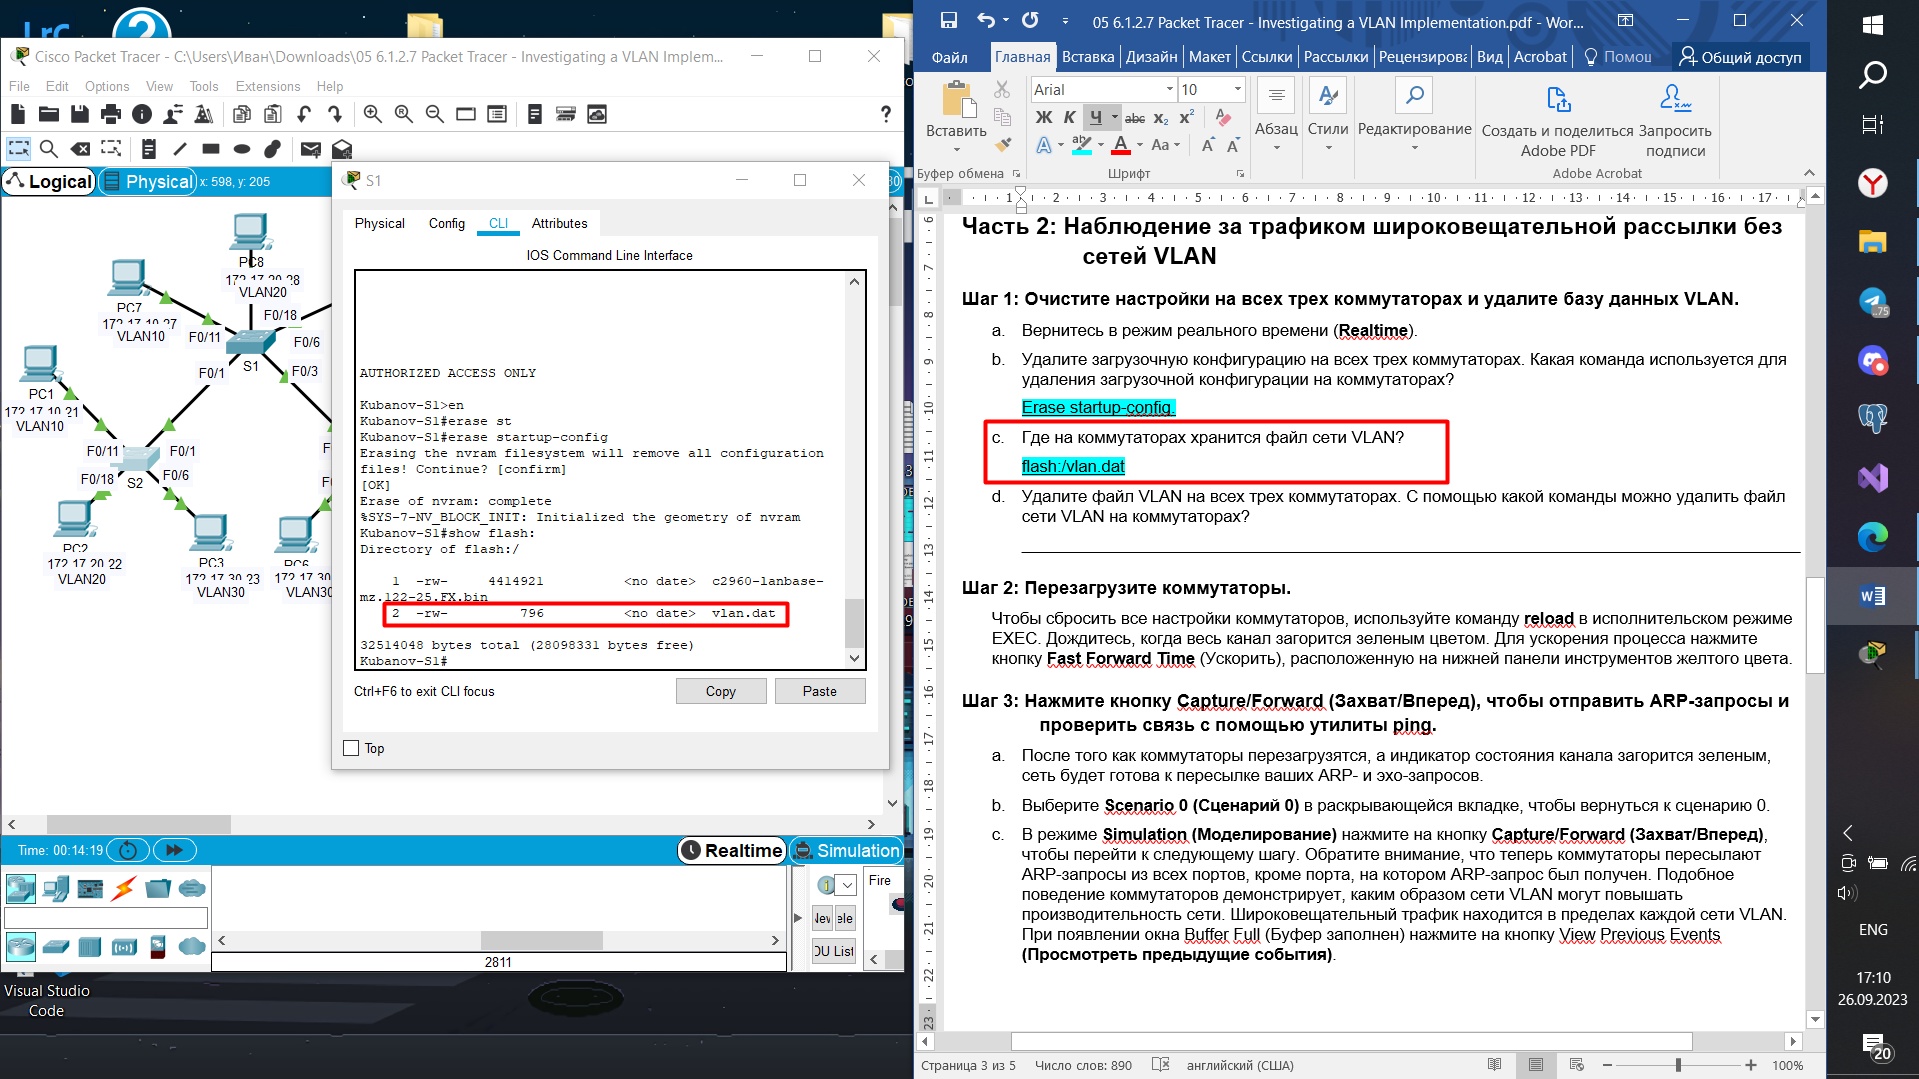 Cisco Packet Tracer - C:\Users\Иван\Downloads\05 6.1.2.7 Packet Tracer - Investigating a VLAN Implem...
File Edit Options View Tools Extensions Help
Logical
Physical
x: 598, y: 205
PC8
172.17.20.28
VLAN20
PC7
172.17.10.27
VLAN10
F0/18
F0/11
F0/6
S1
F0/1
F0/3
PC1
172.17.10.21
VLAN10
F0/11
F0/1
F0/18
F0/6
S2
PC2
172.17.20.22
VLAN20
PC3
172.17.30.23
VLAN30
PC6
172.17.30
VLAN30
S1
Physical Config CLI Attributes
IOS Command Line Interface
AUTHORIZED ACCESS ONLY
Kubanov-S1>en
Kubanov-S1#erase st
Kubanov-S1#erase startup-config
Erasing the nvram filesystem will remove all configuration
files! Continue? [confirm]
[OK]
Erase of nvram: complete
%SYS-7-NV_BLOCK_INIT: Initialized the geometry of nvram
Kubanov-S1#show flash:
Directory of flash:/
1 -rw- 4414921 <no date> c2960-lanbase-
mz.122-25.FX.bin
2 -rw- 796 <no date> vlan.dat
32514048 bytes total (28098331 bytes free)
Kubanov-S1#
Ctrl+F6 to exit CLI focus
Copy
Paste
Top
Time: 00:14:19
Realtime
Simulation
Fire
2811
DU List
Visual Studio
Code
05 6.1.2.7 Packet Tracer - Investigating a VLAN Implementation.pdf - Wor...
Файл Главная Вставка Дизайн Макет Ссылки Рассылки Рецензирова Вид Acrobat Помощ Общий доступ
Вставить
Arial 10
Ж К Ч abc x₂ x²
Абзац
Стили
Редактирование
Создать и поделиться
Adobe PDF
Запросить
подписи
Буфер обмена
Шрифт
Adobe Acrobat
Часть 2: Наблюдение за трафиком широковещательной рассылки без
сетей VLAN
Шаг 1: Очистите настройки на всех трех коммутаторах и удалите базу данных VLAN.
a. Вернитесь в режим реального времени (Realtime).
b. Удалите загрузочную конфигурацию на всех трех коммутаторах. Какая команда используется для
удаления загрузочной конфигурации на коммутаторах?
Erase startup-config.
c. Где на коммутаторах хранится файл сети VLAN?
flash:/vlan.dat
d. Удалите файл VLAN на всех трех коммутаторах. С помощью какой команды можно удалить файл
сети VLAN на коммутаторах?
Шаг 2: Перезагрузите коммутаторы.
Чтобы сбросить все настройки коммутаторов, используйте команду reload в исполнительском режиме
EXEC. Дождитесь, когда весь канал загорится зеленым цветом. Для ускорения процесса нажмите
кнопку Fast Forward Time (Ускорить), расположенную на нижней панели инструментов желтого цвета.
Шаг 3: Нажмите кнопку Capture/Forward (Захват/Вперед), чтобы отправить ARP-запросы и
проверить связь с помощью утилиты ping.
a. После того как коммутаторы перезагрузятся, а индикатор состояния канала загорится зеленым,
сеть будет готова к пересылке ваших ARP- и эхо-запросов.
b. Выберите Scenario 0 (Сценарий 0) в раскрывающейся вкладке, чтобы вернуться к сценарию 0.
c. В режиме Simulation (Моделирование) нажмите на кнопку Capture/Forward (Захват/Вперед),
чтобы перейти к следующему шагу. Обратите внимание, что теперь коммутаторы пересылают
ARP-запросы из всех портов, кроме порта, на котором ARP-запрос был получен. Подобное
поведение коммутаторов демонстрирует, каким образом сети VLAN могут повышать
производительность сети. Широковещательный трафик находится в пределах каждой сети VLAN.
При появлении окна Buffer Full (Буфер заполнен) нажмите на кнопку View Previous Events
(Просмотреть предыдущие события).
Страница 3 из 5 Число слов: 890 английский (США) 100%
ENG
17:10
26.09.2023
20